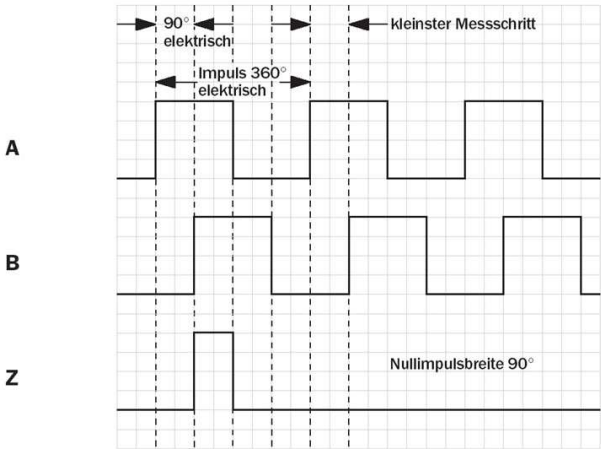 90°
elektrisch
kleinster Messschritt
Impuls 360°
elektrisch
A
B
Z
Nullimpulsbreite 90°